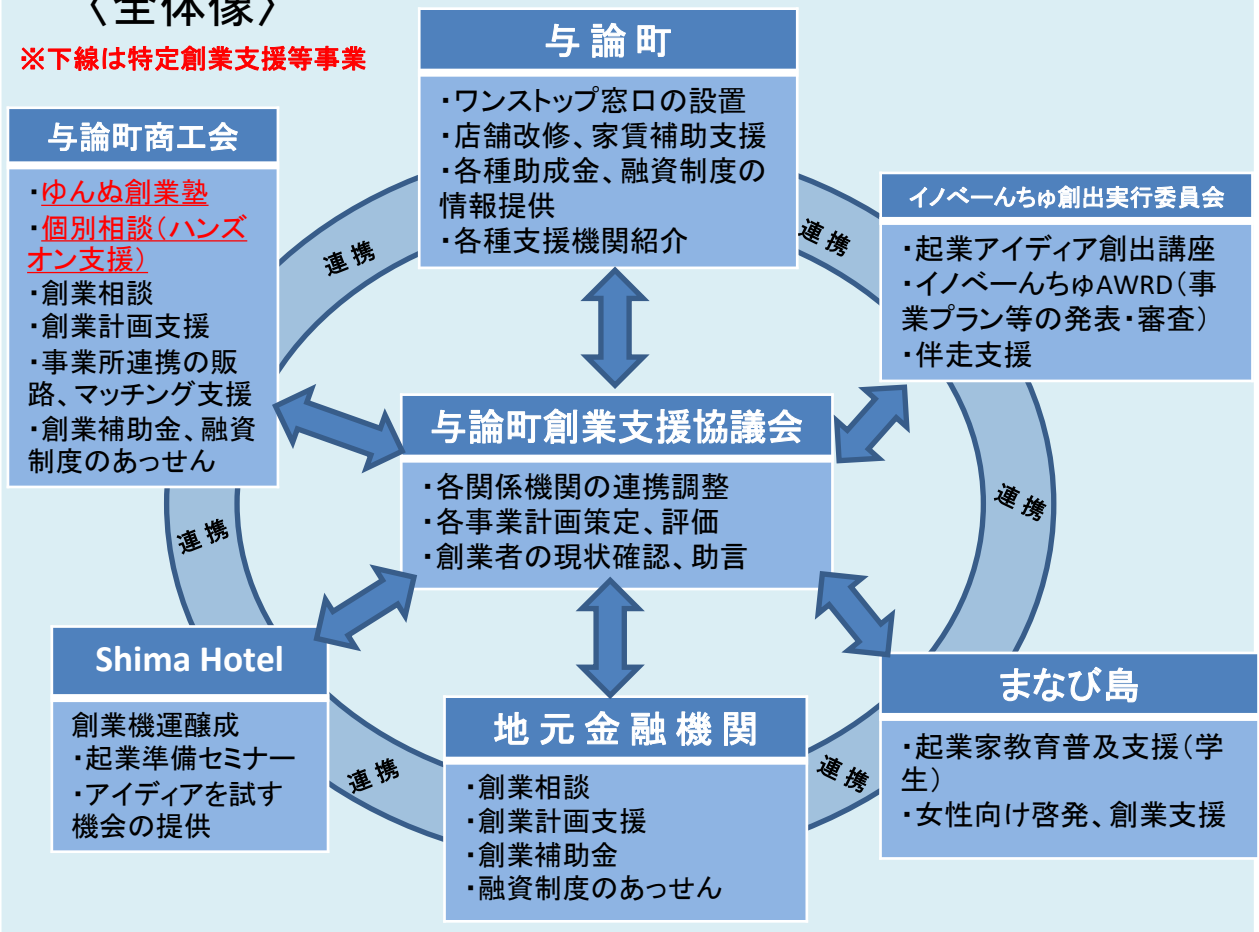 〈全体像〉
※下線は特定創業支援等事業
与論町
・ワンストップ窓口の設置
・店舗改修、家賃補助支援
・各種助成金、融資制度の
情報提供
・各種支援機関紹介
与論町商工会
・ゆんぬ創業塾
・個別相談(ハンズ
オン支援)
・創業相談
・創業計画支援
・事業所連携の販
路、マッチング支援
・創業補助金、融資
制度のあっせん
イノベーんちゅ創出実行委員会
・起業アイディア創出講座
・イノベーんちゅAWRD(事
業プラン等の発表・審査)
・伴走支援
連携
連携
与論町創業支援協議会
・各関係機関の連携調整
・各事業計画策定、評価
・創業者の現状確認、助言
連携
連携
Shima Hotel
創業機運醸成
・起業準備セミナー
・アイディアを試す
機会の提供
連携
地元金融機関
・創業相談
・創業計画支援
・創業補助金
・融資制度のあっせん
連携
まなび島
・起業家教育普及支援(学
生)
・女性向け啓発、創業支援